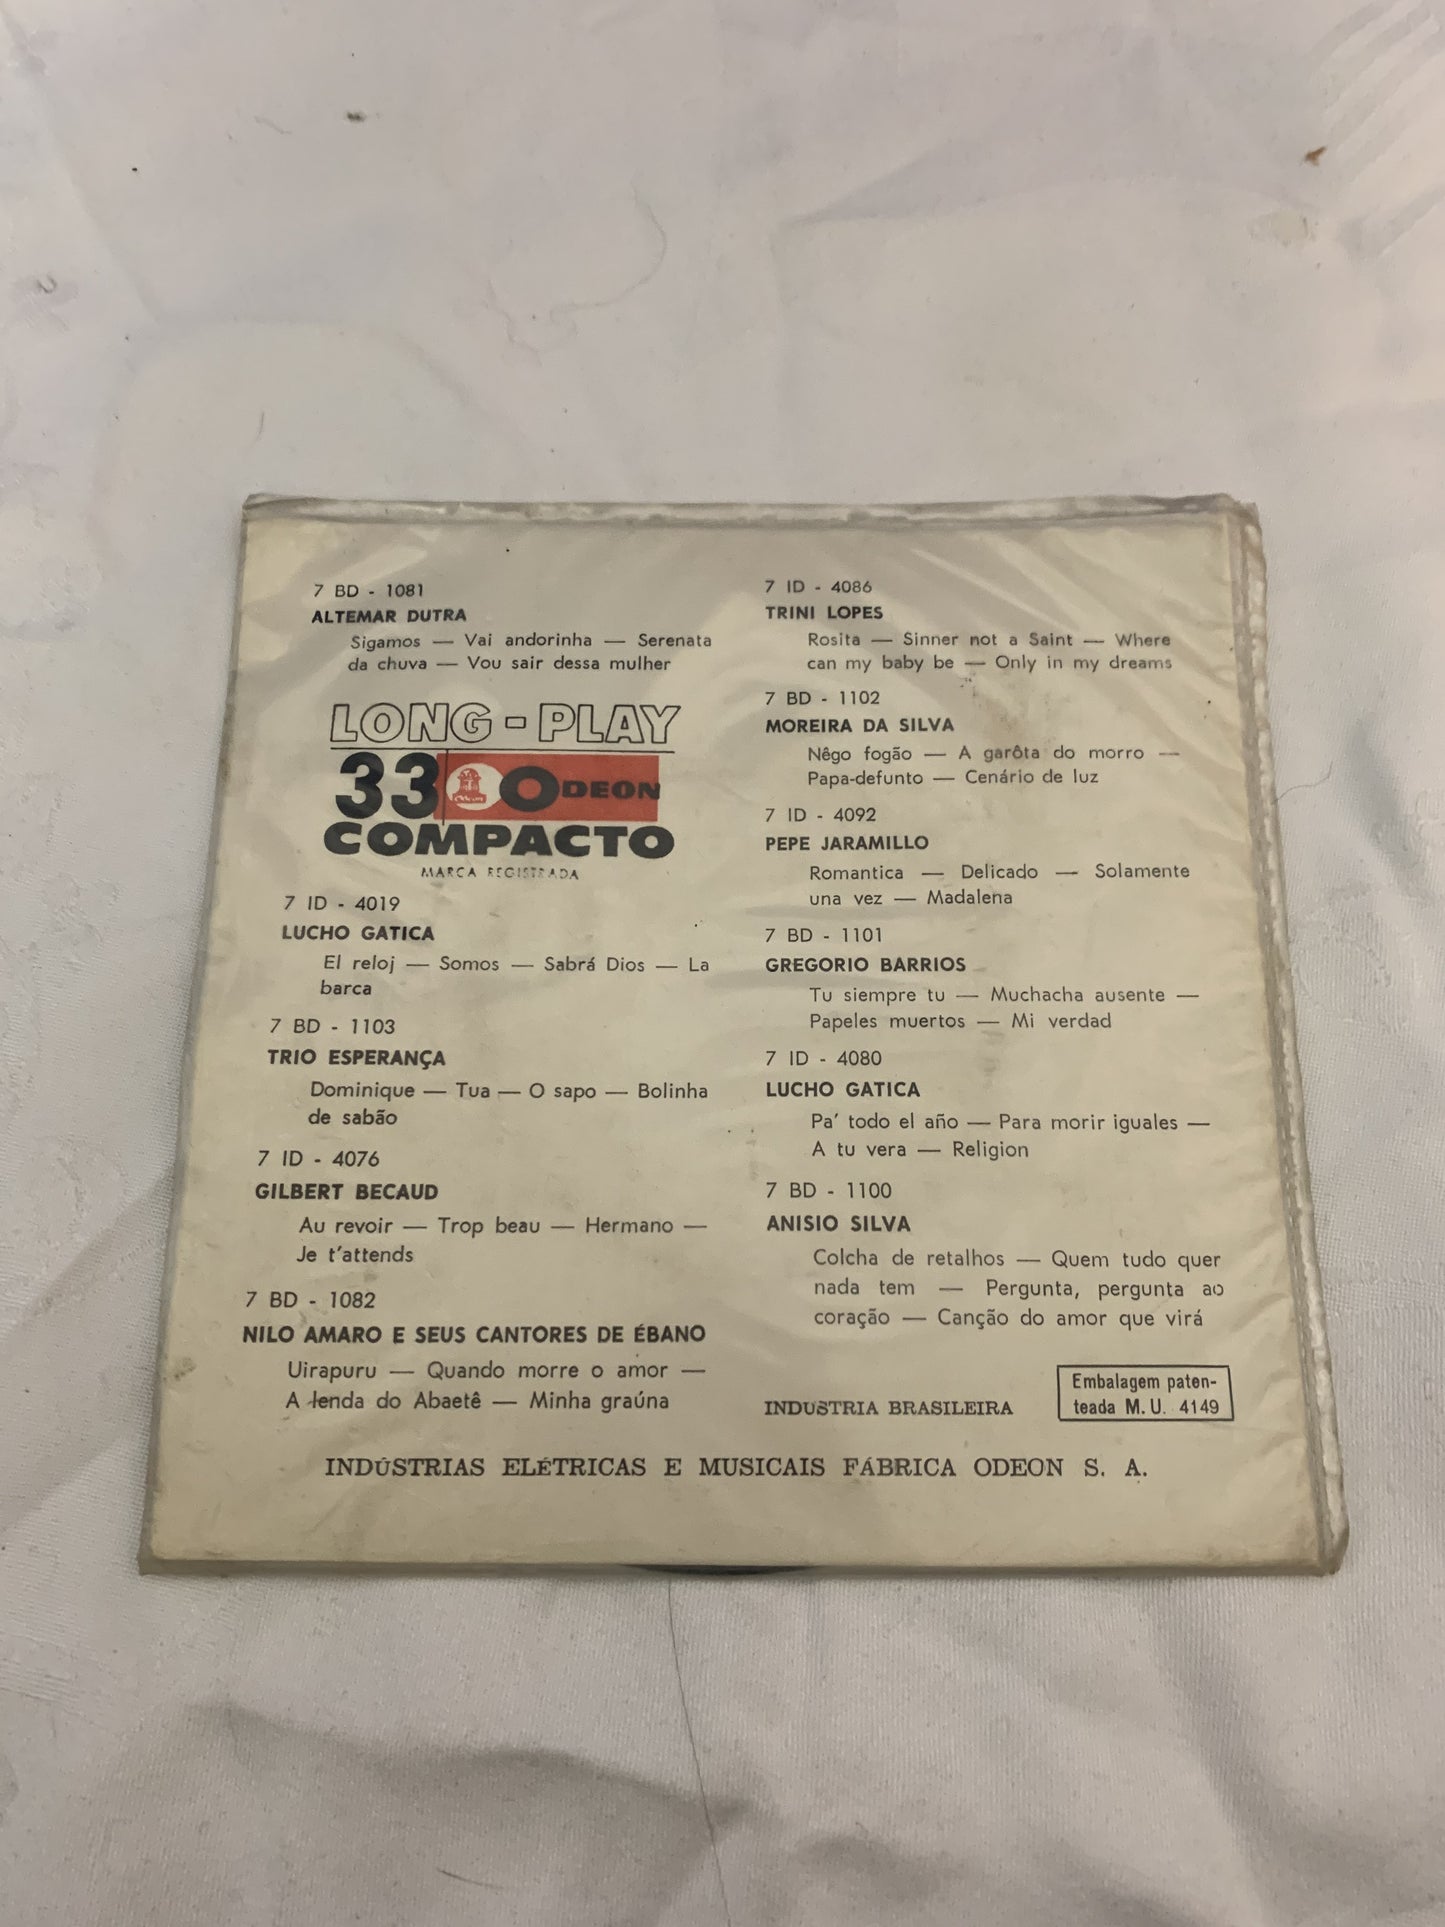 7 BD - 1081
ALTEMAR DUTRA
Sigamos — Vai andorinha — Serenata
da chuva — Vou sair dessa mulher
LONG-PLAY
33 ODEON
COMPACTO
MARCA REGISTRADA
7 ID - 4019
LUCHO GATICA
El reloj — Somos — Sabrá Dios — La
barca
7 BD - 1103
TRIO ESPERANÇA
Dominique — Tua — O sapo — Bolinha
de sabão
7 ID - 4076
GILBERT BECAUD
Au revoir — Trop beau — Hermano —
Je t'attends
7 BD - 1082
NILO AMARO E SEUS CANTORES DE ÉBANO
Uirapuru — Quando morre o amor —
A lenda do Abaetê — Minha graúna
7 ID - 4086
TRINI LOPES
Rosita — Sinner not a Saint — Where
can my baby be — Only in my dreams
7 BD - 1102
MOREIRA DA SILVA
Nêgo fogão — A garôta do morro —
Papa-defunto — Cenário de luz
7 ID - 4092
PEPE JARAMILLO
Romantica — Delicado — Solamente
una vez — Madalena
7 BD - 1101
GREGORIO BARRIOS
Tu siempre tu — Muchacha ausente —
Papeles muertos — Mi verdad
7 ID - 4080
LUCHO GATICA
Pa' todo el año — Para morir iguales —
A tu vera — Religion
7 BD - 1100
ANISIO SILVA
Colcha de retalhos — Quem tudo quer
nada tem — Pergunta, pergunta ao
coração — Canção do amor que virá
INDUSTRIA BRASILEIRA
Embalagem paten-
teada M. U. 4149
INDÚSTRIAS ELÉTRICAS E MUSICAIS FÁBRICA ODEON S. A.